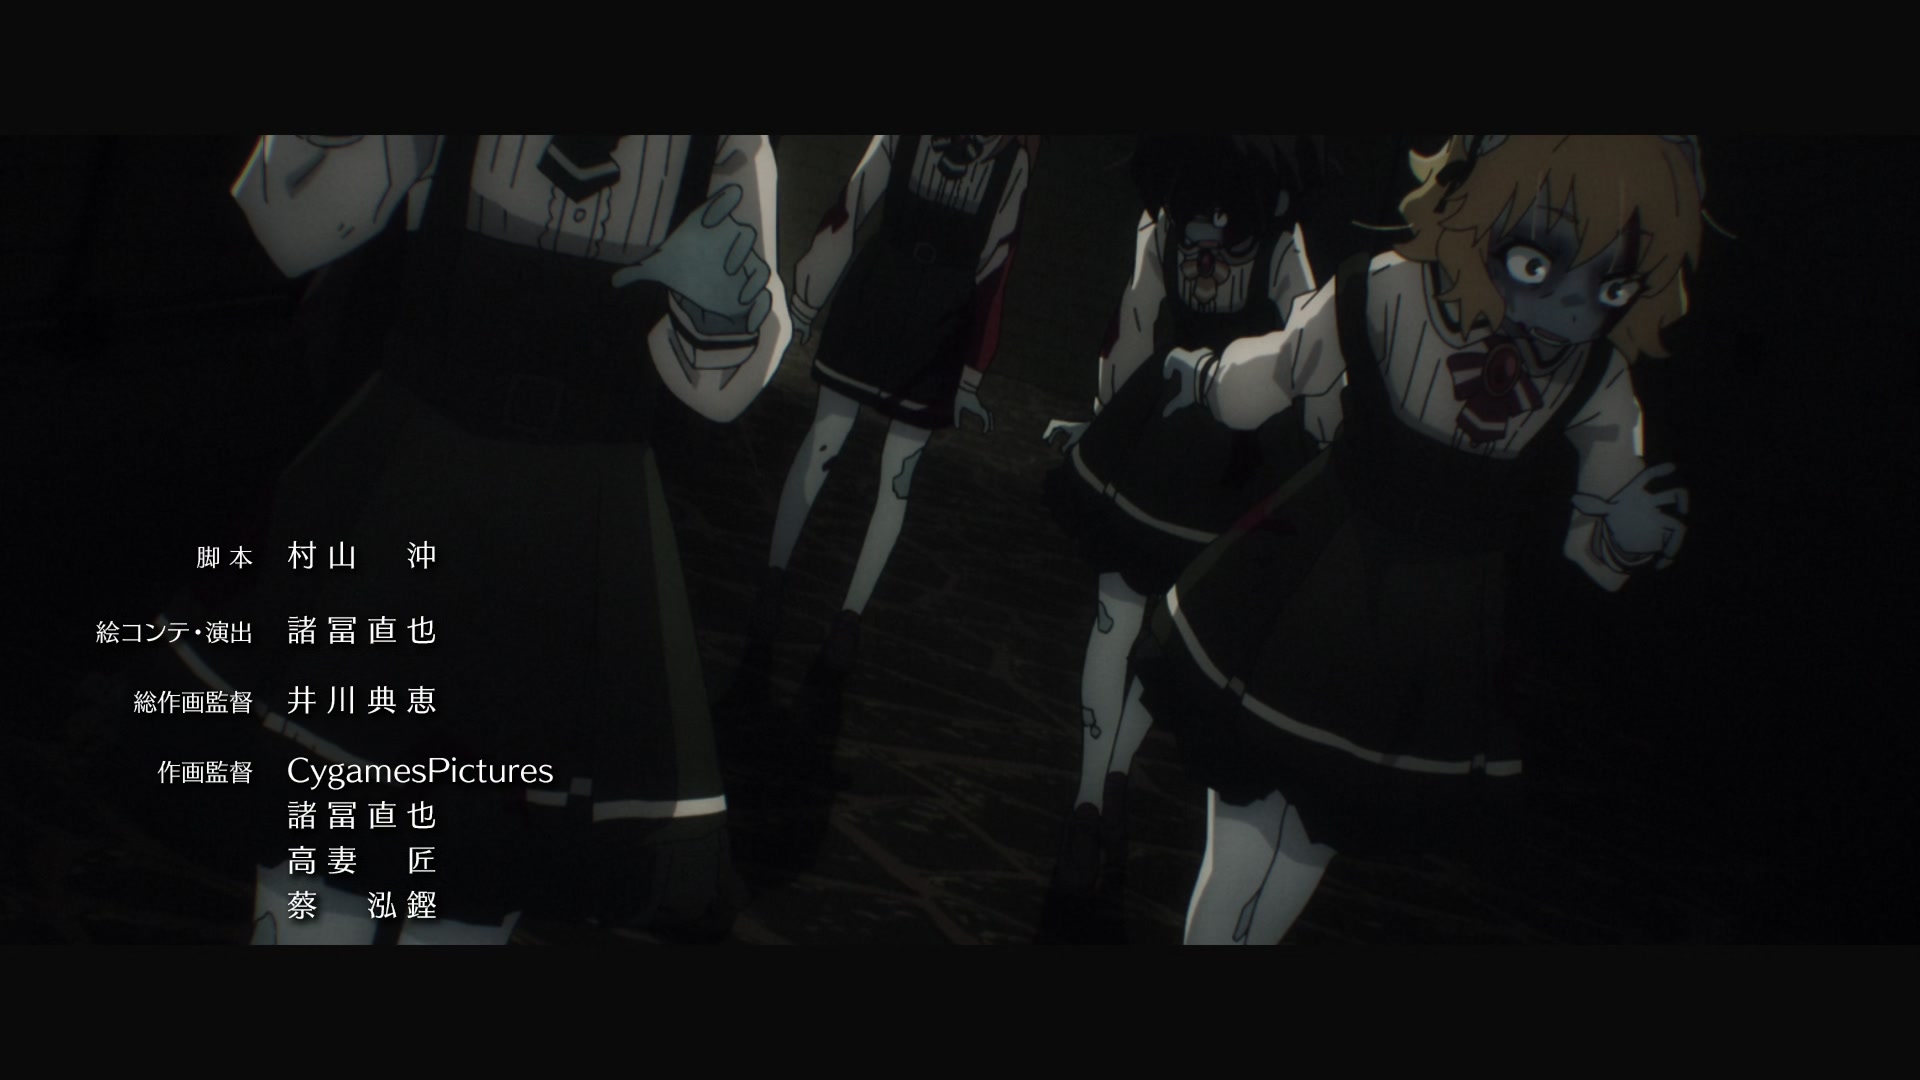 脚本 村山 沖
絵コンテ・演出 諸冨直也
総作画監督 井川典恵
作画監督 CygamesPictures
諸冨直也
高妻 匠
蔡 泓鏗